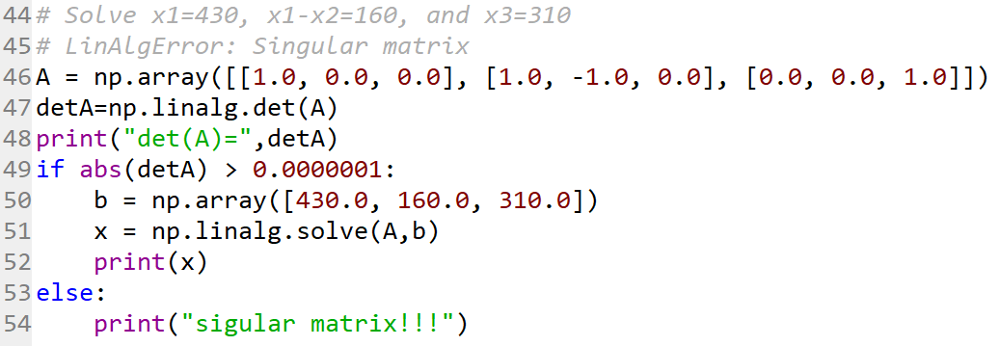 44 # Solve x1=430, x1-x2=160, and x3=310
45 # LinAlgError: Singular matrix
46 A = np.array([[1.0, 0.0, 0.0], [1.0, -1.0, 0.0], [0.0, 0.0, 1.0]])
47 detA=np.linalg.det(A)
48 print("det(A)=",detA)
49 if abs(detA) > 0.0000001:
50     b = np.array([430.0, 160.0, 310.0])
51     x = np.linalg.solve(A,b)
52     print(x)
53 else:
54     print("sigular matrix!!!")